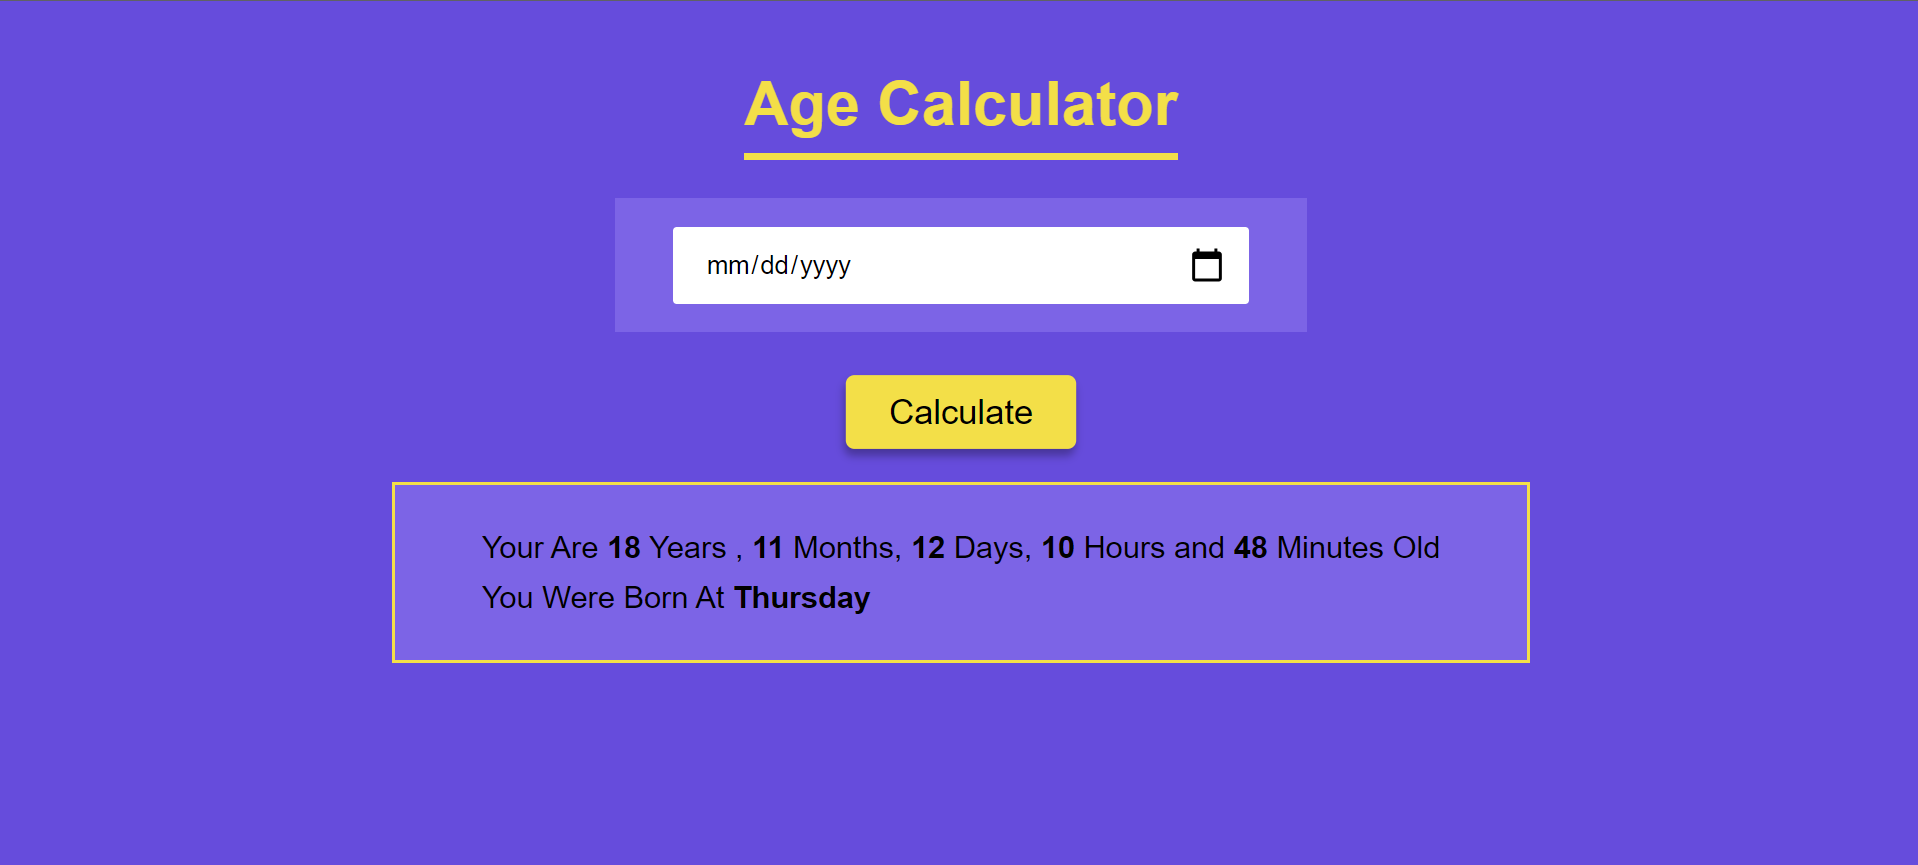 Age Calculator
mm/dd/yyyy
Calculate
Your Are 18 Years , 11 Months, 12 Days, 10 Hours and 48 Minutes Old
You Were Born At Thursday